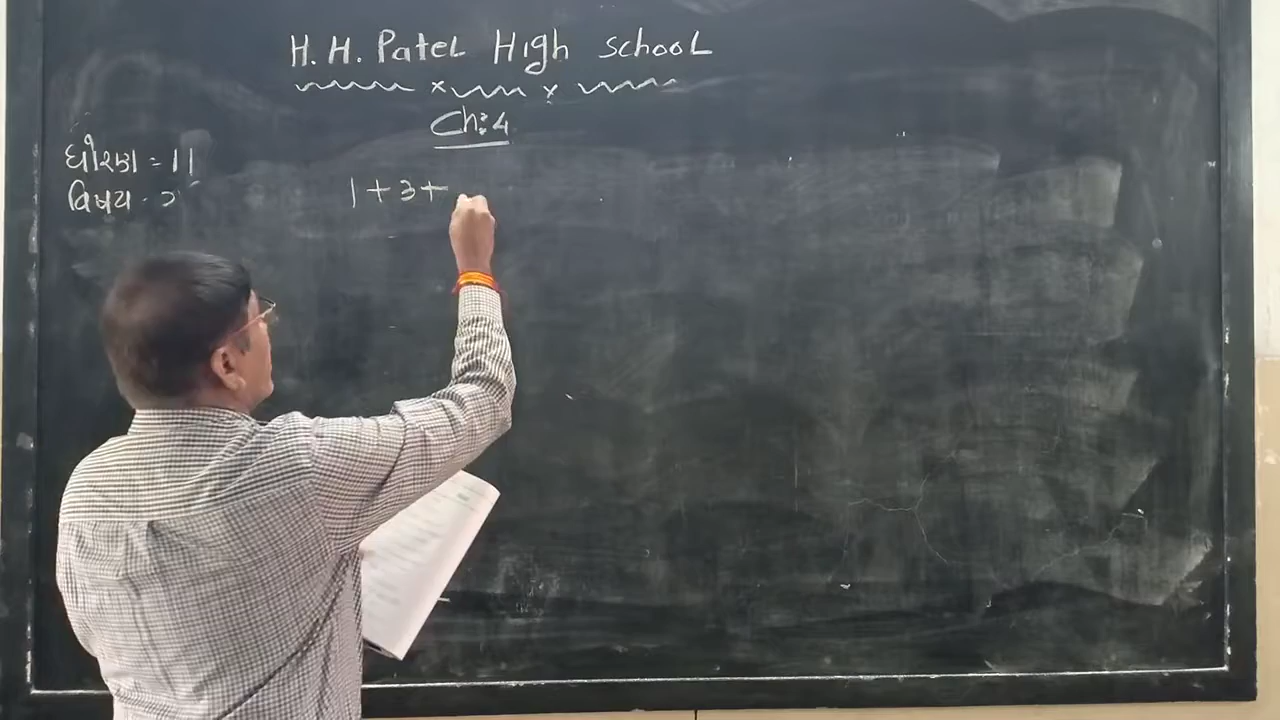 H. H. Patel High School
Ch: 4
ધોરણ = 11
વિષય
1 + 3 +